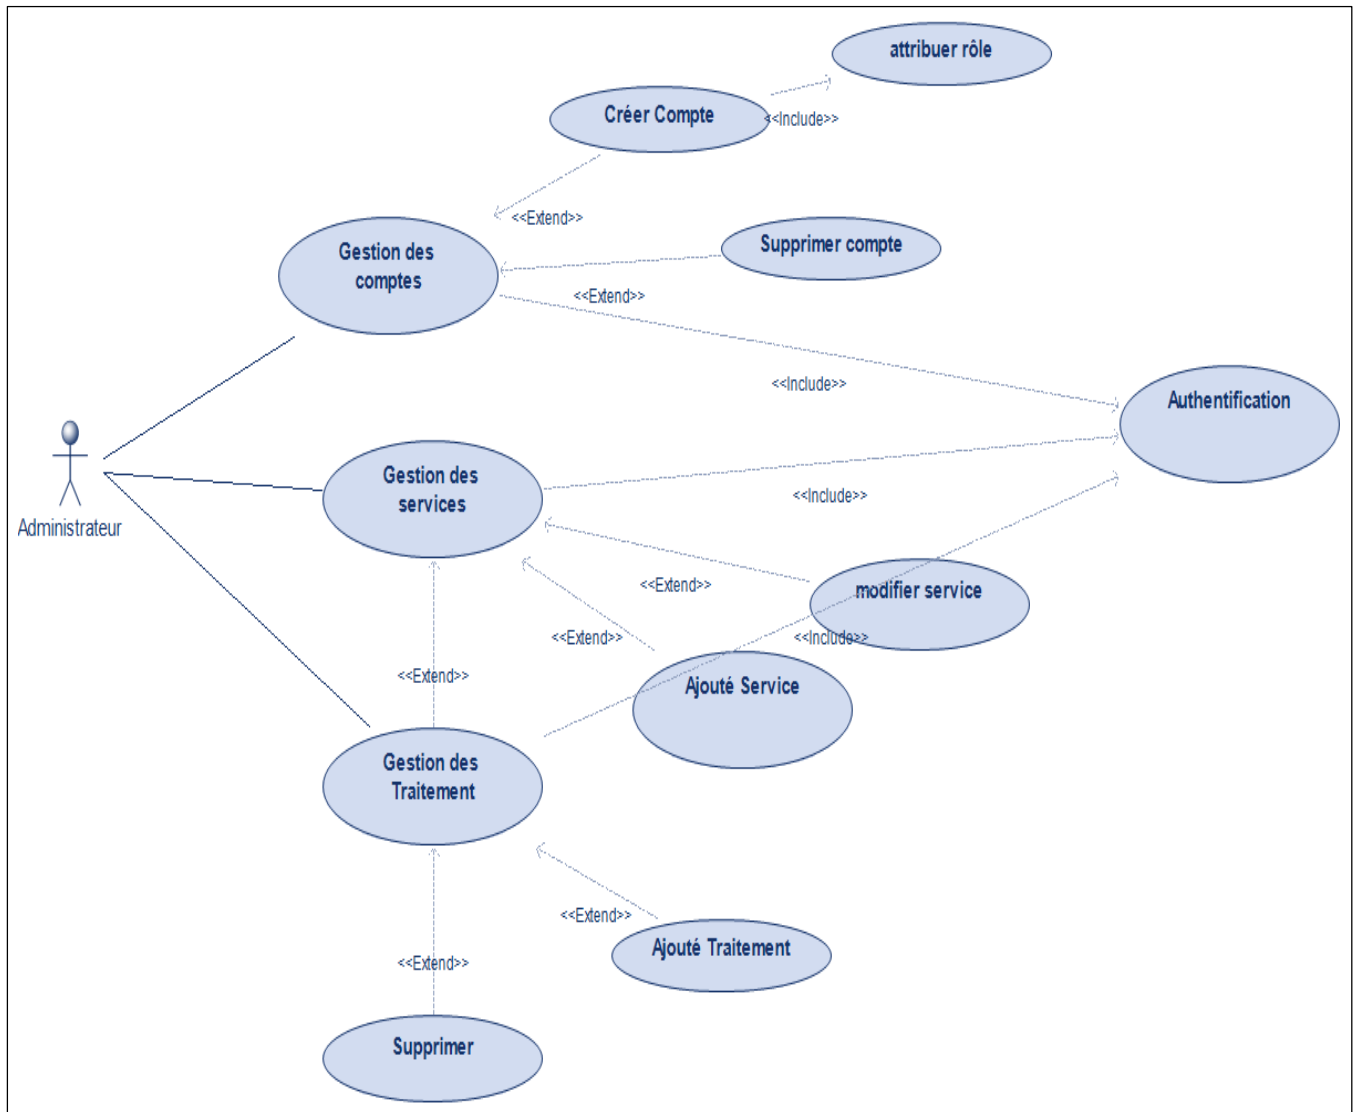 attribuer rôle
Créer Compte
<<Include>>
<<Extend>>
Supprimer compte
Gestion des
comptes
<<Extend>>
<<Include>>
Authentification
Administrateur
Gestion des
services
<<Include>>
<<Extend>>
modifier service
<<Extend>>
<<Include>>
<<Extend>>
Ajouté Service
Gestion des
Traitement
<<Extend>>
Ajouté Traitement
<<Extend>>
Supprimer